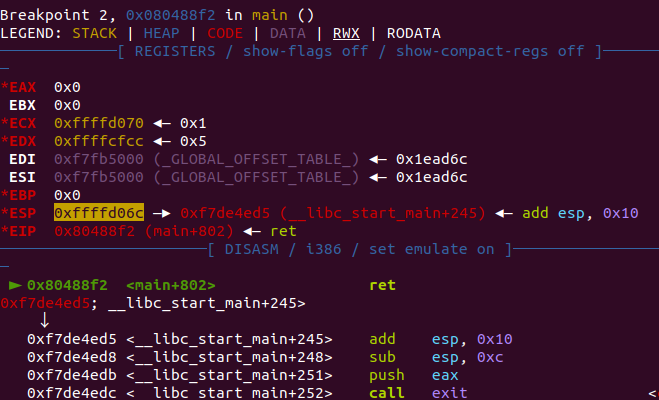 Breakpoint 2, 0x080488f2 in main ()
LEGEND: STACK | HEAP | CODE | DATA | RWX | RODATA
[ REGISTERS / show-flags off / show-compact-regs off ]
*EAX  0x0
 EBX  0x0
*ECX  0xffffd070 ◂— 0x1
*EDX  0xffffcfcc ◂— 0x5
 EDI  0xf7fb5000 (_GLOBAL_OFFSET_TABLE_) ◂— 0x1ead6c
 ESI  0xf7fb5000 (_GLOBAL_OFFSET_TABLE_) ◂— 0x1ead6c
*EBP  0x0
*ESP  0xffffd06c —▸ 0xf7de4ed5 (__libc_start_main+245) ◂— add esp, 0x10
*EIP  0x80488f2 (main+802) ◂— ret
[ DISASM / i386 / set emulate on ]
 ► 0x80488f2  <main+802>                    ret
0xf7de4ed5; __libc_start_main+245>
    ↓
   0xf7de4ed5 <__libc_start_main+245>    add    esp, 0x10
   0xf7de4ed8 <__libc_start_main+248>    sub    esp, 0xc
   0xf7de4edb <__libc_start_main+251>    push   eax
   0xf7de4edc <__libc_start_main+252>    call   exit                  <